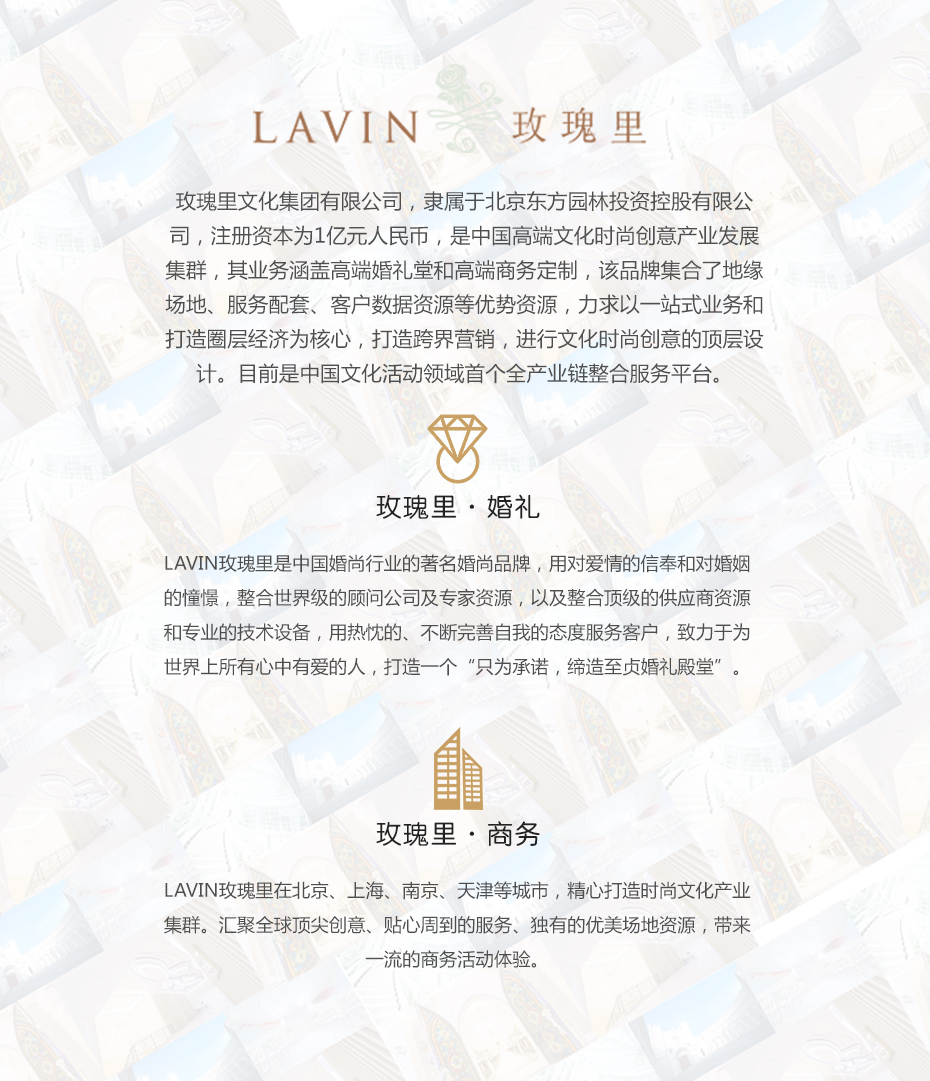 LAVIN 玫瑰里
玫瑰里文化集团有限公司，隶属于北京东方园林投资控股有限公
司，注册资本为1亿元人民币，是中国高端文化时尚创意产业发展
集群，其业务涵盖高端婚礼堂和高端商务定制，该品牌集合了地缘
场地、服务配套、客户数据资源等优势资源，力求以一站式业务和
打造圈层经济为核心，打造跨界营销，进行文化时尚创意的顶层设
计。目前是中国文化活动领域首个全产业链整合服务平台。
玫瑰里·婚礼
LAVIN玫瑰里是中国婚尚行业的著名婚尚品牌，用对爱情的信奉和对婚姻
的憧憬，整合世界级的顾问公司及专家资源，以及整合顶级的供应商资源
和专业的技术设备，用热忱的、不断完善自我的态度服务客户，致力于为
世界上所有心中有爱的人，打造一个“只为承诺，缔造至贞婚礼殿堂”。
玫瑰里·商务
LAVIN玫瑰里在北京、上海、南京、天津等城市，精心打造时尚文化产业
集群。汇聚全球顶尖创意、贴心周到的服务、独有的优美场地资源，带来
一流的商务活动体验。